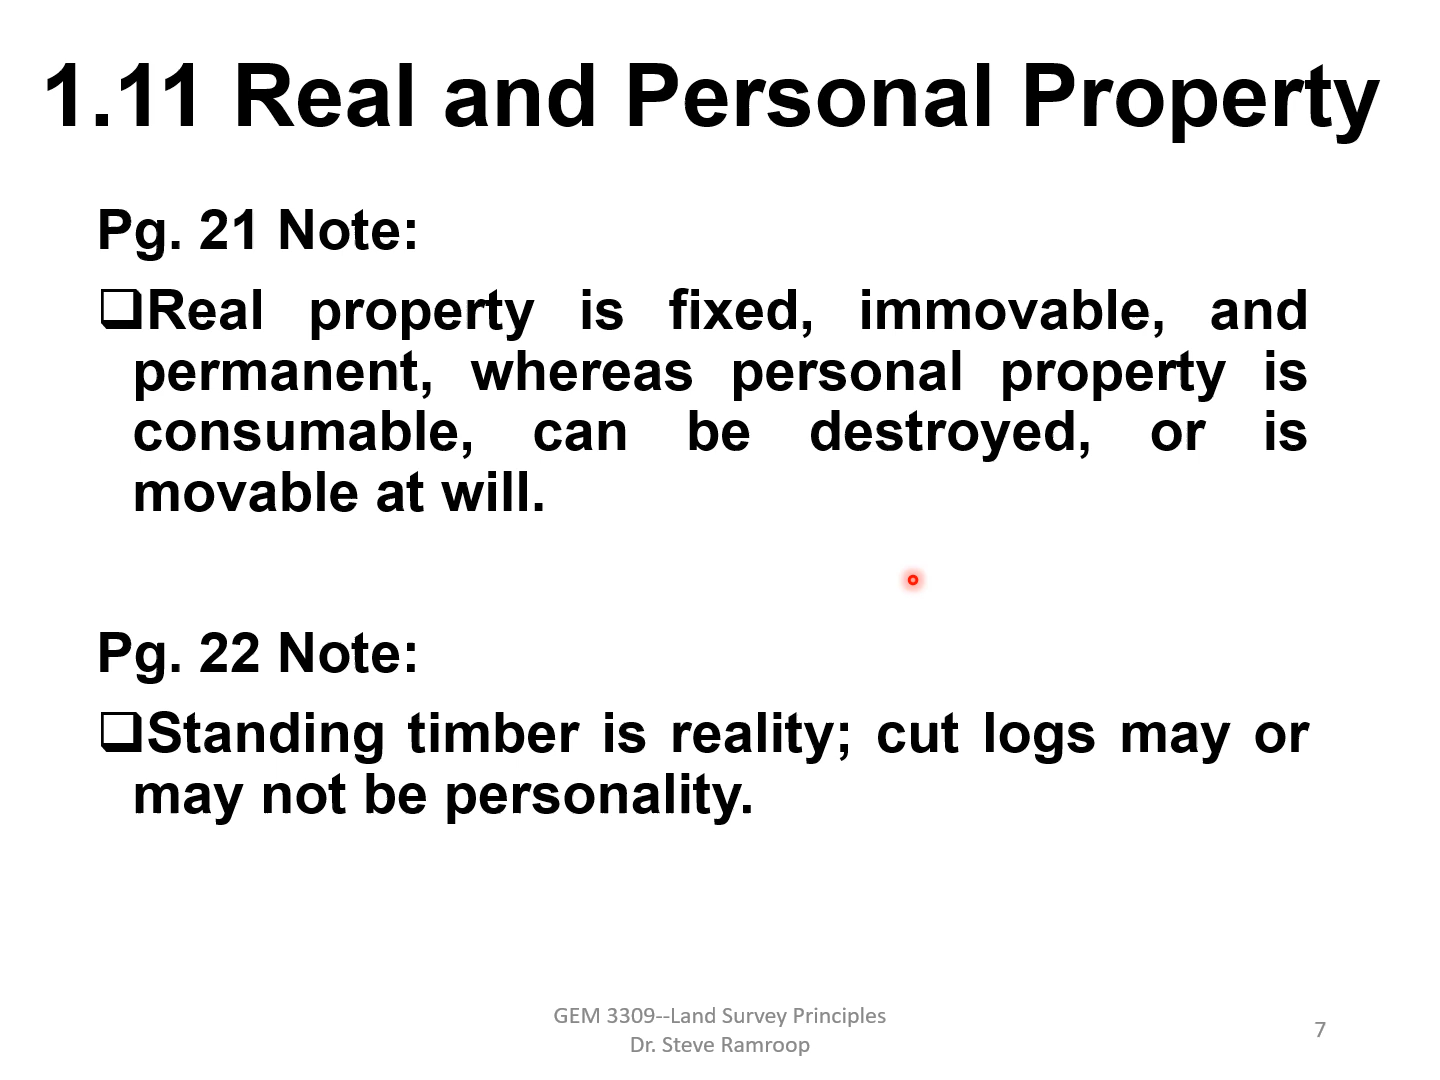 1.11 Real and Personal Property
Pg. 21 Note:
❑Real property is fixed, immovable, and
permanent, whereas personal property is
consumable, can be destroyed, or is
movable at will.
Pg. 22 Note:
❑Standing timber is reality; cut logs may or
may not be personality.
GEM 3309--Land Survey Principles
Dr. Steve Ramroop
7